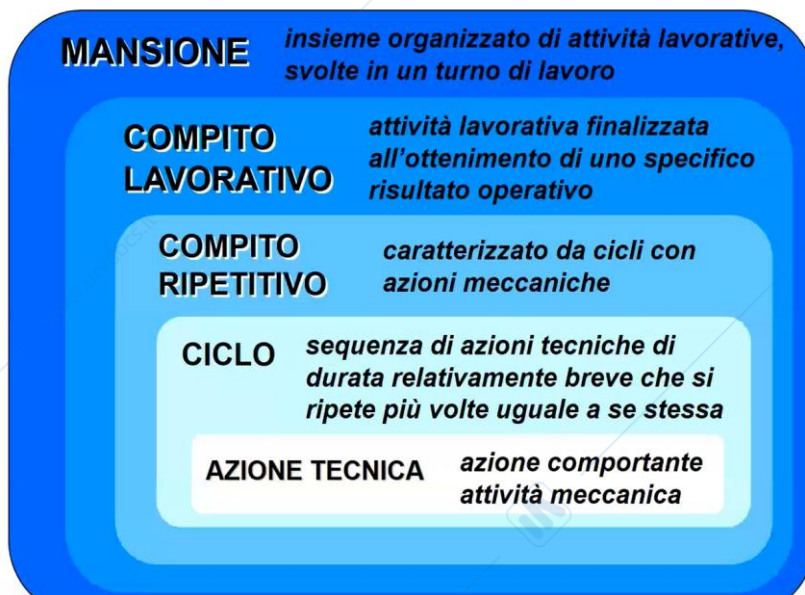 MANSIONE insieme organizzato di attività lavorative,
svolte in un turno di lavoro
COMPITO
LAVORATIVO
attività lavorativa finalizzata
all'ottenimento di uno specifico
risultato operativo
COMPITO
RIPETITIVO
caratterizzato da cicli con
azioni meccaniche
CICLO
sequenza di azioni tecniche di
durata relativamente breve che si
ripete più volte uguale a se stessa
AZIONE TECNICA
azione comportante
attività meccanica